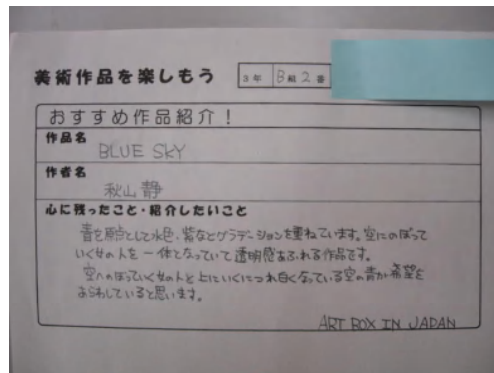 美術作品を楽しもう 3年 B組2番
おすすめ作品紹介！
作品名
BLUE SKY
作者名
秋山 静
心に残ったこと・紹介したいこと
青を原点として水色、紫などグラデーションを重ねています。空にのぼって
いく女の人を一体となっていて透明感あふれる作品です。
空へのぼっていく女の人と上にいくにつれ白くなっている空の青が希望を
あらわしていると思います。
ART BOX IN JAPAN